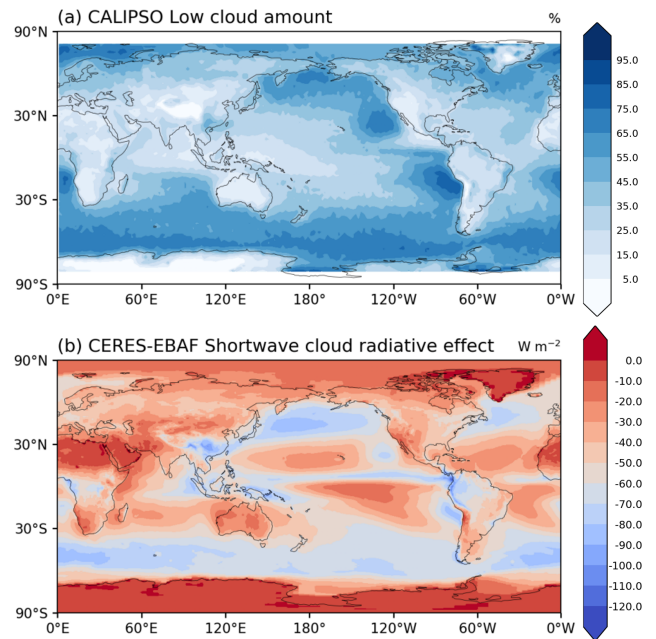 (a) CALIPSO Low cloud amount %
90°N
30°N
30°S
90°S
0°E 60°E 120°E 180° 120°W 60°W 0°W
95.0
85.0
75.0
65.0
55.0
45.0
35.0
25.0
15.0
5.0
(b) CERES-EBAF Shortwave cloud radiative effect W m⁻²
90°N
30°N
30°S
90°S
0°E 60°E 120°E 180° 120°W 60°W 0°W
0.0
-10.0
-20.0
-30.0
-40.0
-50.0
-60.0
-70.0
-80.0
-90.0
-100.0
-110.0
-120.0